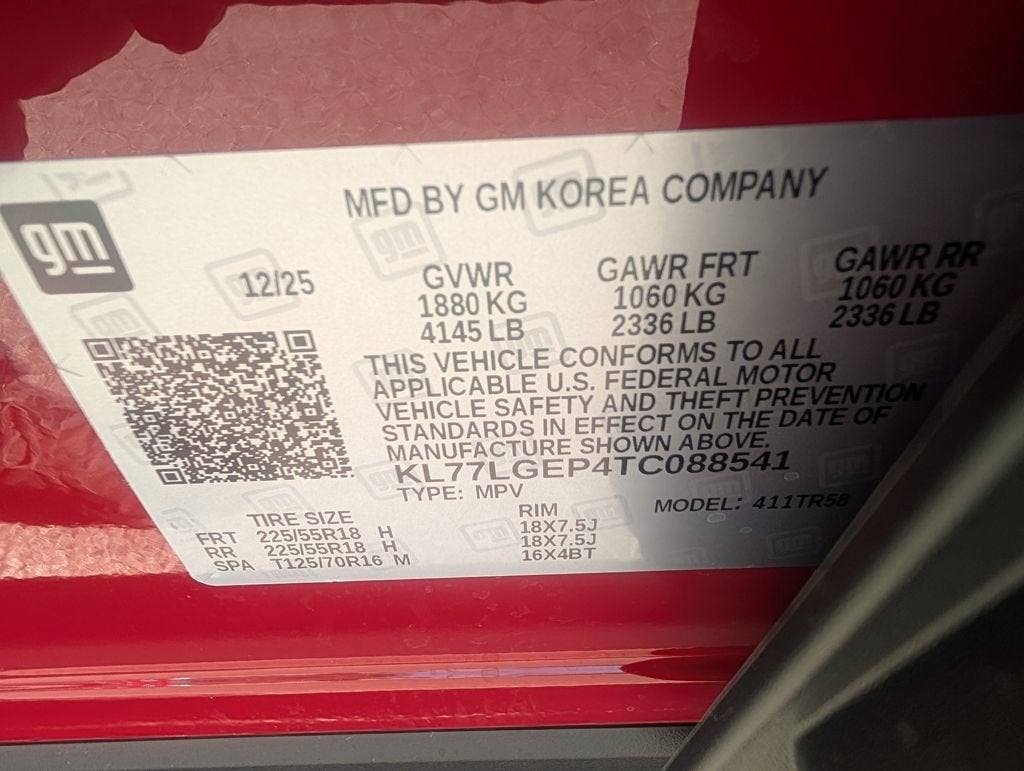 gm
MFD BY GM KOREA COMPANY
12/25
GVWR
1880 KG
4145 LB
GAWR FRT
1060 KG
2336 LB
GAWR RR
1060 KG
2336 LB
THIS VEHICLE CONFORMS TO ALL
APPLICABLE U.S. FEDERAL MOTOR
VEHICLE SAFETY AND THEFT PREVENTION
STANDARDS IN EFFECT ON THE DATE OF
MANUFACTURE SHOWN ABOVE.
KL77LGEP4TC088541
TYPE: MPV
MODEL: 411TR58
TIRE SIZE RIM
FRT 225/55R18 H 18X7.5J
RR 225/55R18 H 18X7.5J
SPA T125/70R16 M 16X4BT